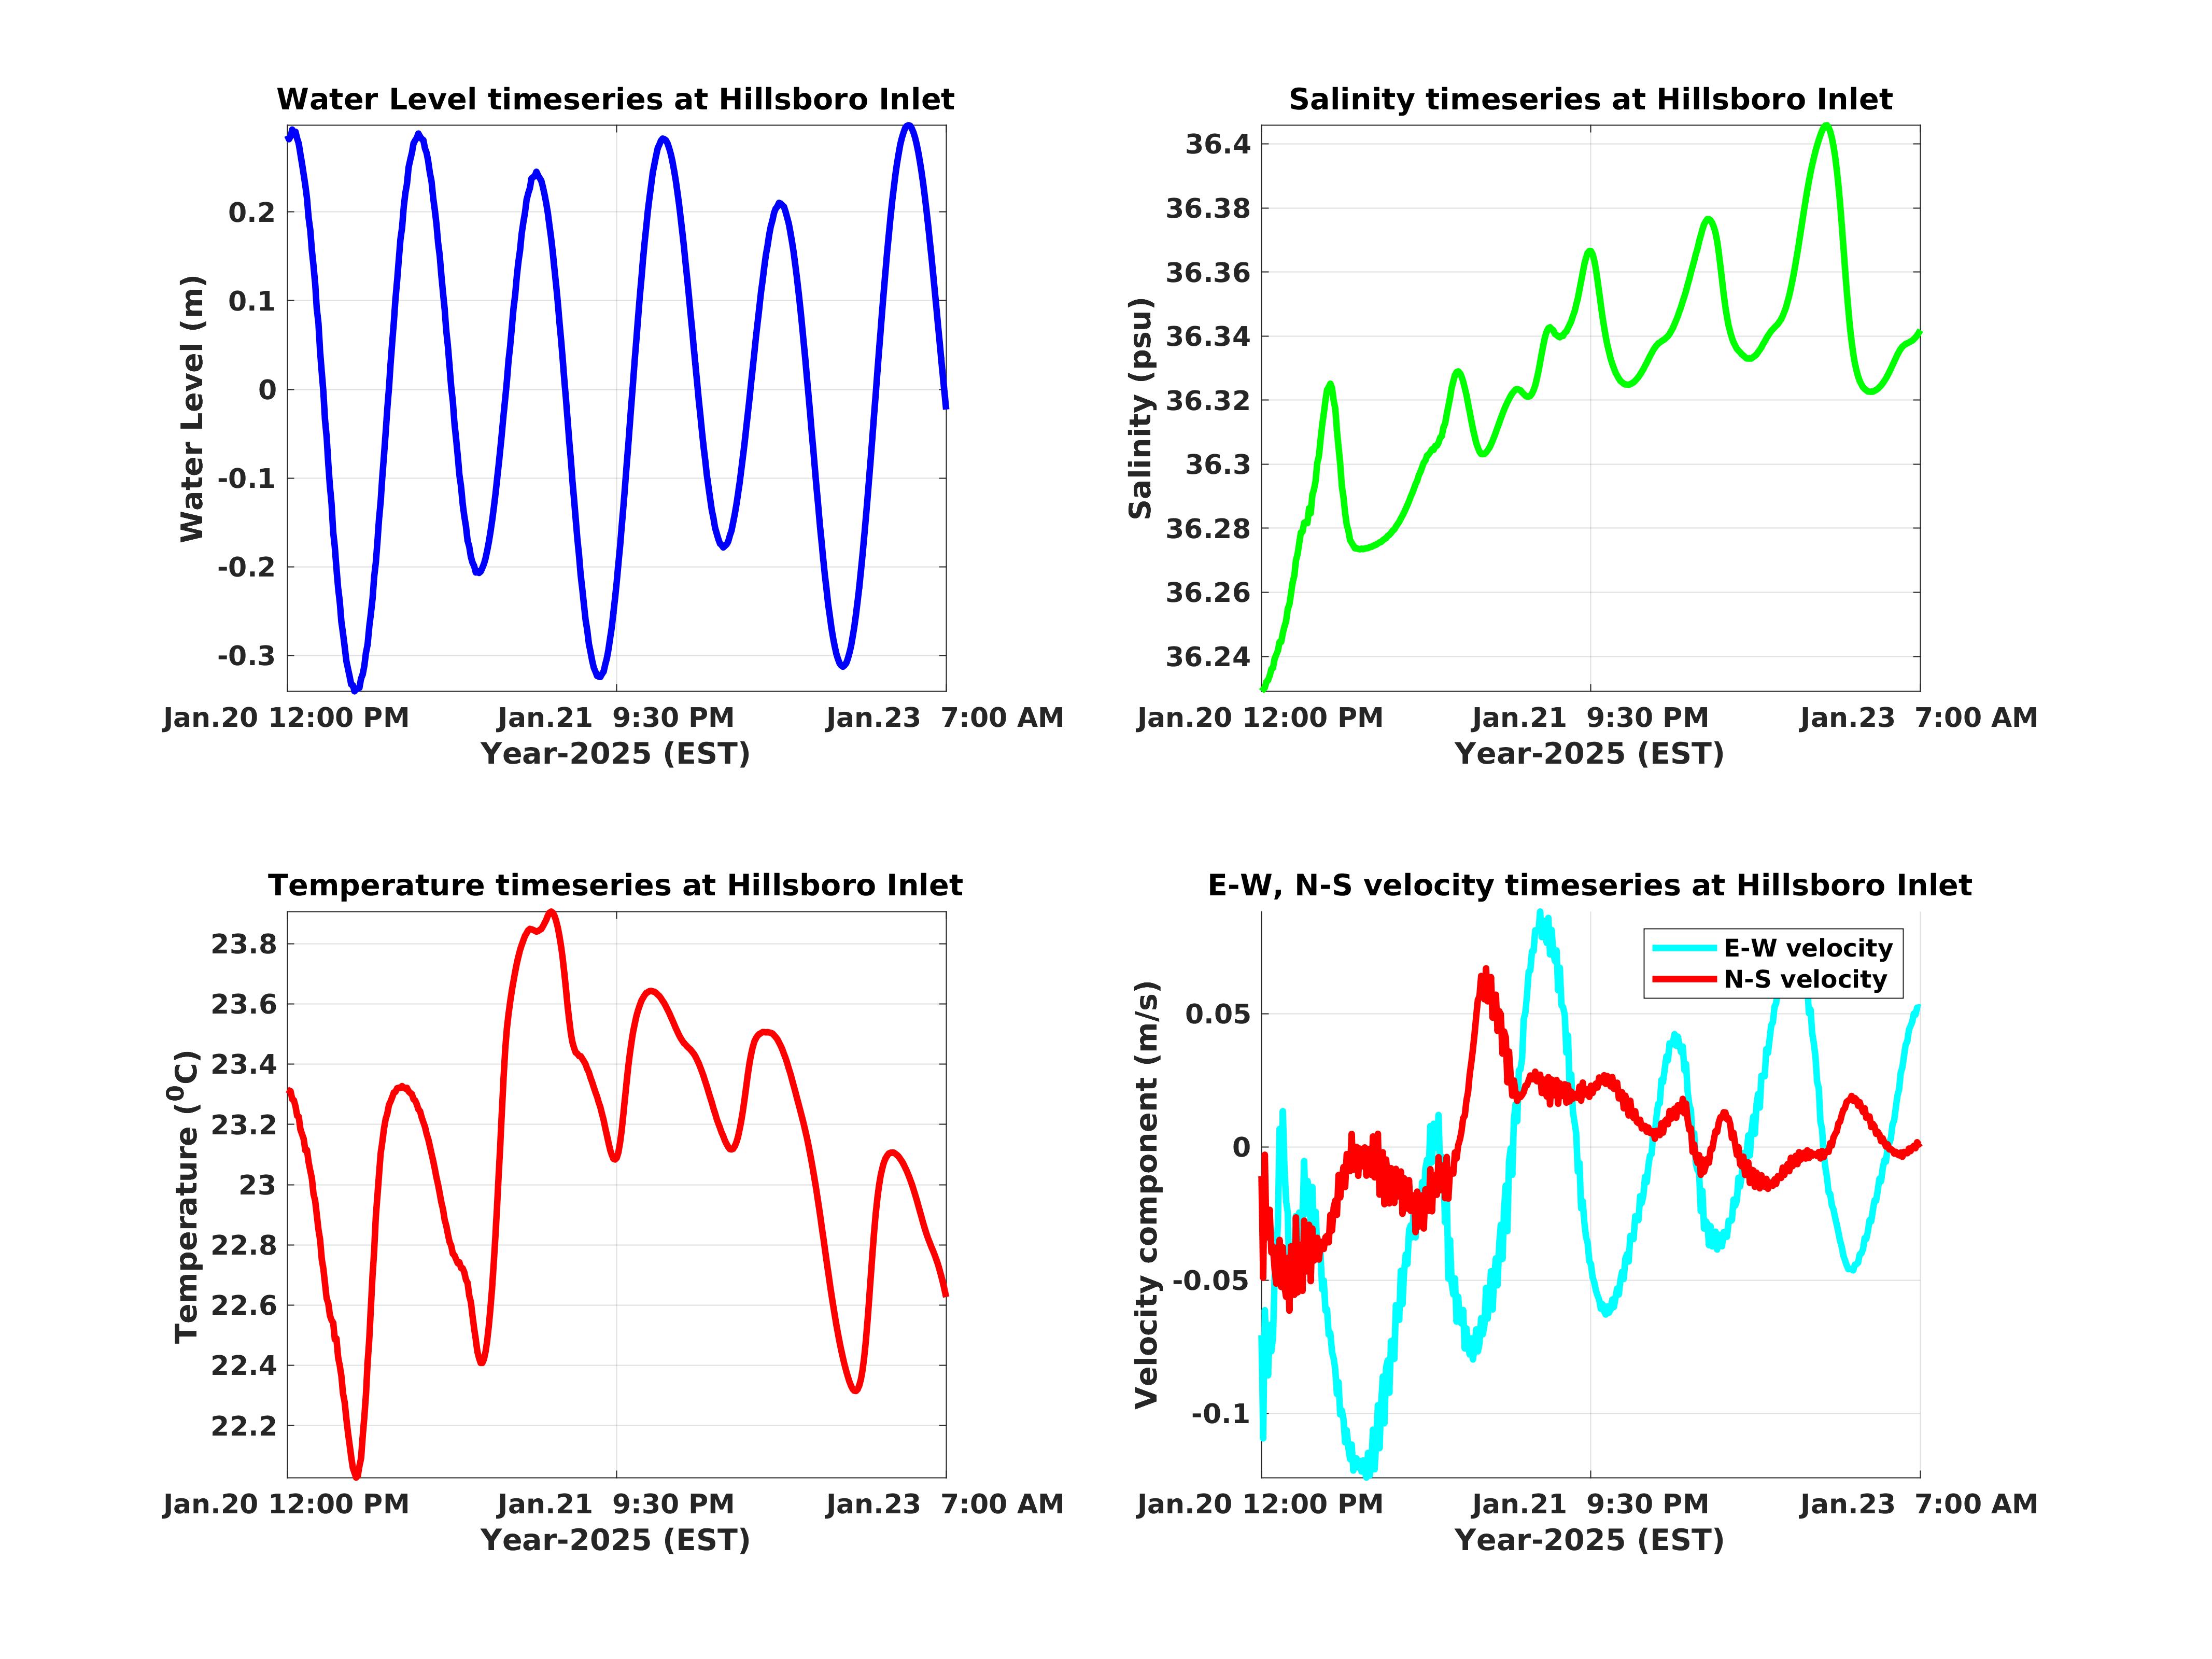 Water Level timeseries at Hillsboro Inlet
Water Level (m)
0.2
0.1
0
-0.1
-0.2
-0.3
Jan.20 12:00 PM
Jan.21 9:30 PM
Jan.23 7:00 AM
Year-2025 (EST)
Salinity timeseries at Hillsboro Inlet
Salinity (psu)
36.4
36.38
36.36
36.34
36.32
36.3
36.28
36.26
36.24
Jan.20 12:00 PM
Jan.21 9:30 PM
Jan.23 7:00 AM
Year-2025 (EST)
Temperature timeseries at Hillsboro Inlet
Temperature (⁰C)
23.8
23.6
23.4
23.2
23
22.8
22.6
22.4
22.2
Jan.20 12:00 PM
Jan.21 9:30 PM
Jan.23 7:00 AM
Year-2025 (EST)
E-W, N-S velocity timeseries at Hillsboro Inlet
Velocity component (m/s)
E-W velocity
N-S velocity
0.05
0
-0.05
-0.1
Jan.20 12:00 PM
Jan.21 9:30 PM
Jan.23 7:00 AM
Year-2025 (EST)